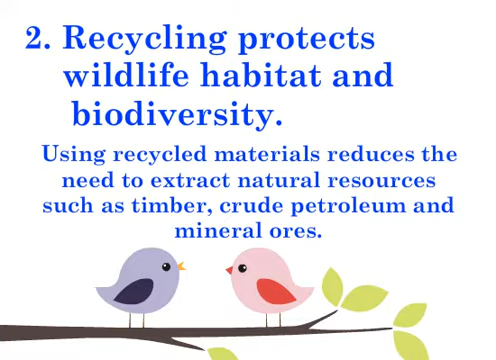 2. Recycling protects
wildlife habitat and
biodiversity.
Using recycled materials reduces the
need to extract natural resources
such as timber, crude petroleum and
mineral ores.